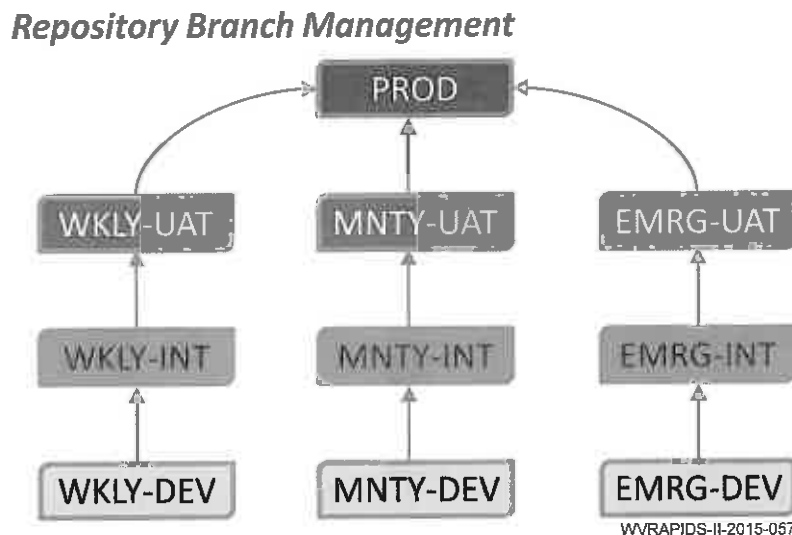 Repository Branch Management
PROD
WKLY-UAT MNTY-UAT EMRG-UAT
WKLY-INT MNTY-INT EMRG-INT
WKLY-DEV MNTY-DEV EMRG-DEV
WVRAPIDS-II-2015-057